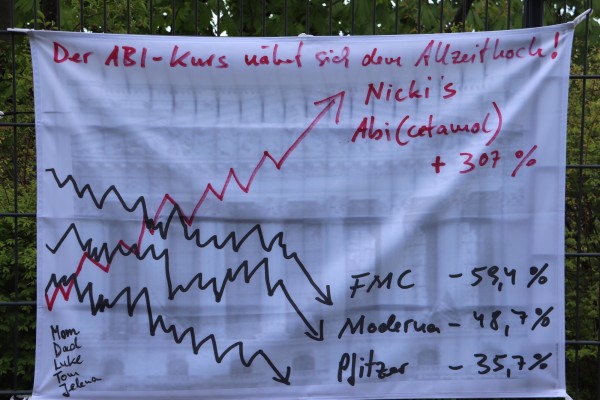 Der ABI-Kurs nähert sich dem Allzeithoch!
Nicki's
Abi(cetamol)
+ 307 %
FMC - 59,4 %
Moderna - 48,7 %
Pfitzer - 35,7 %
Mom
Dad
Luke
Tom
Jelena